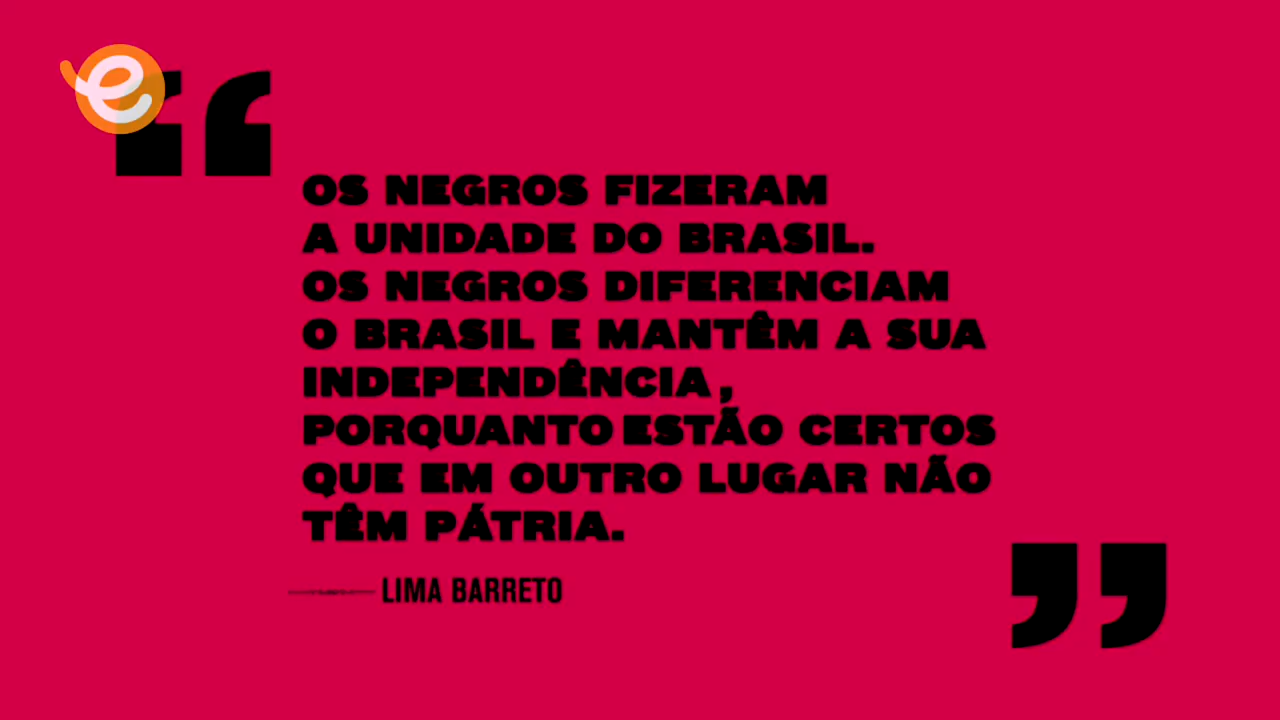 e
“
OS NEGROS FIZERAM
A UNIDADE DO BRASIL.
OS NEGROS DIFERENCIAM
O BRASIL E MANTÊM A SUA
INDEPENDÊNCIA ,
PORQUANTO ESTÃO CERTOS
QUE EM OUTRO LUGAR NÃO
TÊM PÁTRIA.
”
— LIMA BARRETO